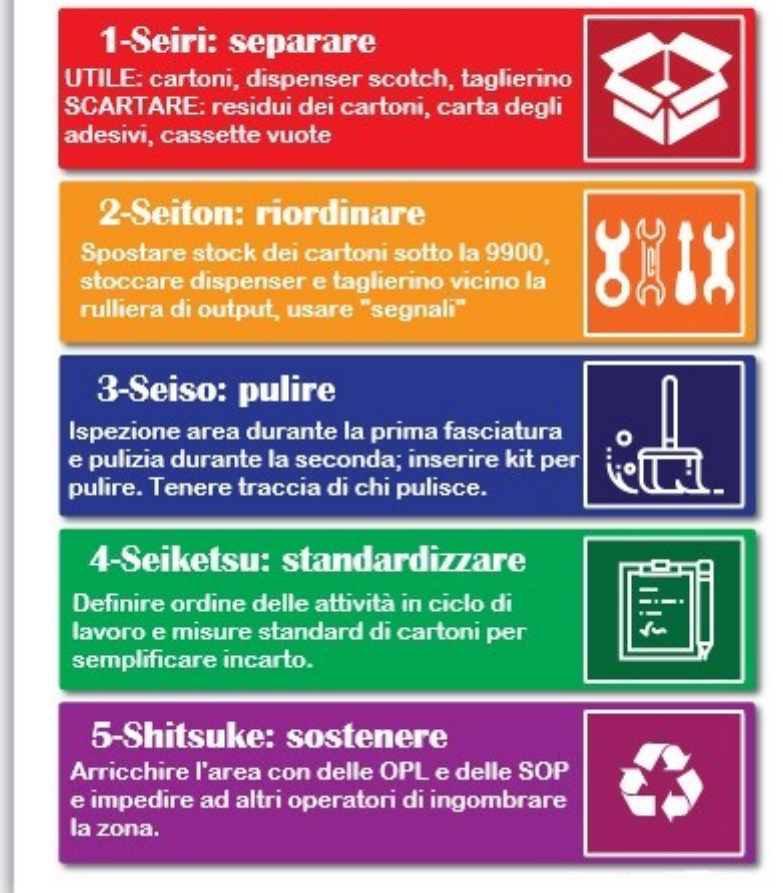 1-Seiri: separare
UTILE: cartoni, dispenser scotch, taglierino
SCARTARE: residui dei cartoni, carta degli
adesivi, cassette vuote
2-Seiton: riordinare
Spostare stock dei cartoni sotto la 9900,
stoccare dispenser e taglierino vicino la
rulliera di output, usare "segnali"
3-Seiso: pulire
Ispezione area durante la prima fasciatura
e pulizia durante la seconda; inserire kit per
pulire. Tenere traccia di chi pulisce.
4-Seiketsu: standardizzare
Definire ordine delle attività in ciclo di
lavoro e misure standard di cartoni per
semplificare incarto.
5-Shitsuke: sostenere
Arricchire l'area con delle OPL e delle SOP
e impedire ad altri operatori di ingombrare
la zona.